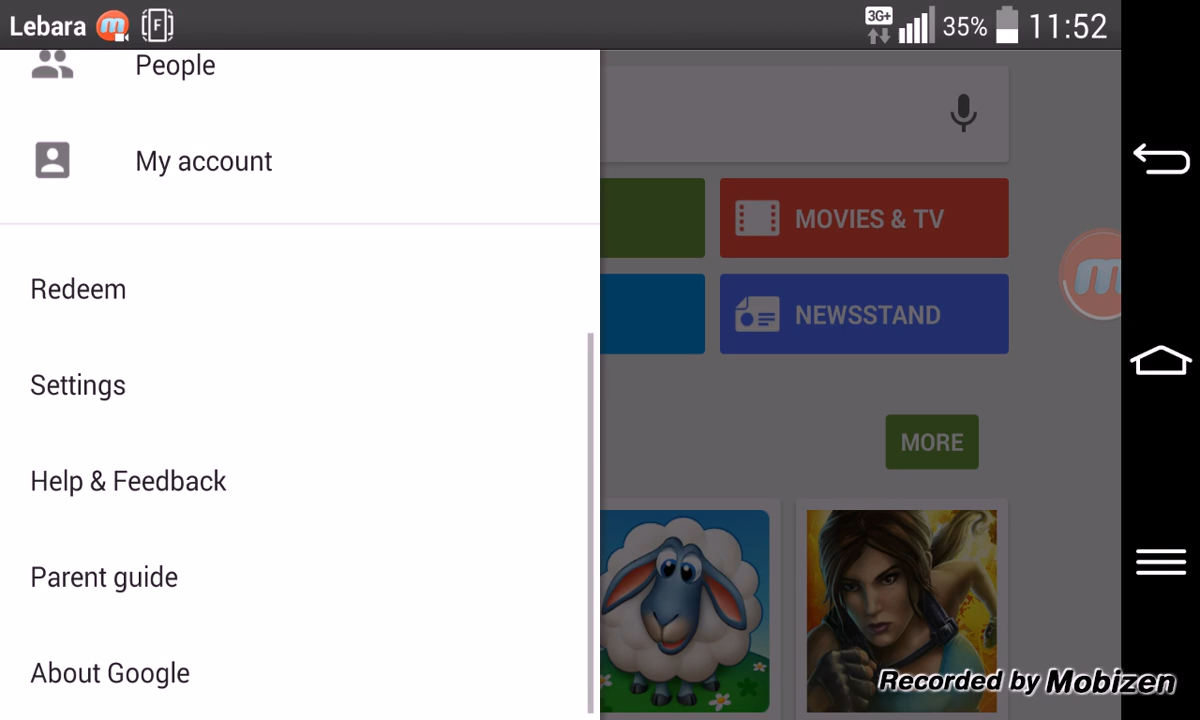 Lebara m F 3G+ 35% 11:52
People
My account
Redeem
Settings
Help & Feedback
Parent guide
About Google
MOVIES & TV
m
NEWSSTAND
MORE
Recorded by Mobizen